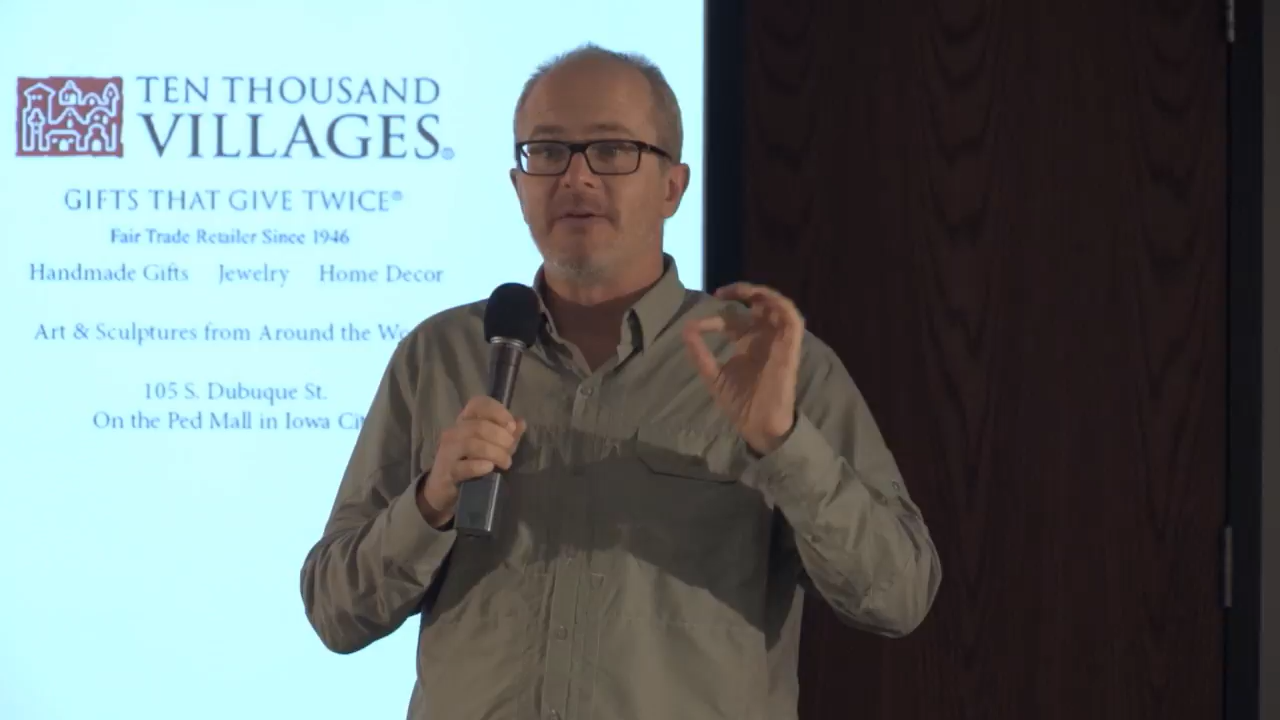 TEN THOUSAND
VILLAGES®
GIFTS THAT GIVE TWICE®
Fair Trade Retailer Since 1946
Handmade Gifts Jewelry Home Decor
Art & Sculptures from Around the
105 S. Dubuque St.
On the Ped Mall in Iowa